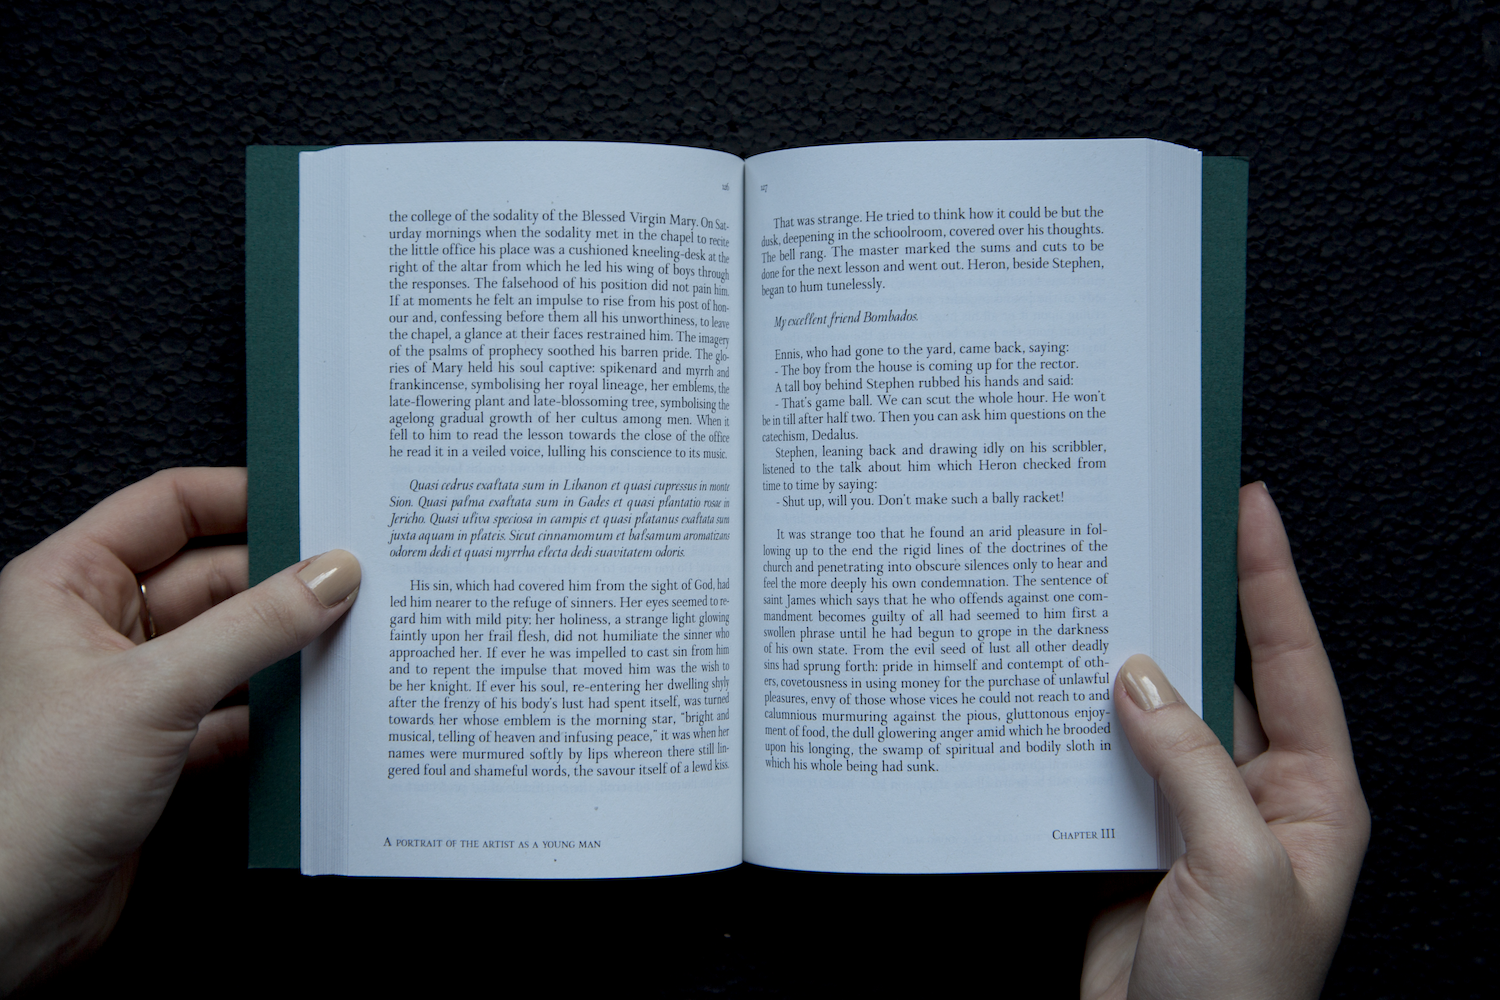 126
the college of the sodality of the Blessed Virgin Mary. On Sat-
urday mornings when the sodality met in the chapel to recite
the little office his place was a cushioned kneeling-desk at the
right of the altar from which he led his wing of boys through
the responses. The falsehood of his position did not pain him.
If at moments he felt an impulse to rise from his post of hon-
our and, confessing before them all his unworthiness, to leave
the chapel, a glance at their faces restrained him. The imagery
of the psalms of prophecy soothed his barren pride. The glo-
ries of Mary held his soul captive: spikenard and myrrh and
frankincense, symbolising her royal lineage, her emblems, the
late-flowering plant and late-blossoming tree, symbolising the
agelong gradual growth of her cultus among men. When it
fell to him to read the lesson towards the close of the office
he read it in a veiled voice, lulling his conscience to its music.
Quasi cedrus exaltata sum in Libanon et quasi cupressus in monte
Sion. Quasi palma exaltata sum in Gades et quasi plantatio rosae in
Jericho. Quasi uliva speciosa in campis et quasi platanus exaltata sum
juxta aquam in plateis. Sicut cinnamomum et balsamum aromatizans
odorem dedi et quasi myrrha electa dedi suavitatem odoris.
His sin, which had covered him from the sight of God, had
led him nearer to the refuge of sinners. Her eyes seemed to re-
gard him with mild pity; her holiness, a strange light glowing
faintly upon her frail flesh, did not humiliate the sinner who
approached her. If ever he was impelled to cast sin from him
and to repent the impulse that moved him was the wish to
be her knight. If ever his soul, re-entering her dwelling shyly
after the frenzy of his body's lust had spent itself, was turned
towards her whose emblem is the morning star, "bright and
musical, telling of heaven and infusing peace," it was when her
names were murmured softly by lips whereon there still lin-
gered foul and shameful words, the savour itself of a lewd kiss.
A PORTRAIT OF THE ARTIST AS A YOUNG MAN
127
That was strange. He tried to think how it could be but the
dusk, deepening in the schoolroom, covered over his thoughts.
The bell rang. The master marked the sums and cuts to be
done for the next lesson and went out. Heron, beside Stephen,
began to hum tunelessly.
My excellent friend Bombados.
Ennis, who had gone to the yard, came back, saying:
- The boy from the house is coming up for the rector.
A tall boy behind Stephen rubbed his hands and said:
- That's game ball. We can scut the whole hour. He won't
be in till after half two. Then you can ask him questions on the
catechism, Dedalus.
Stephen, leaning back and drawing idly on his scribbler,
listened to the talk about him which Heron checked from
time to time by saying:
- Shut up, will you. Don't make such a bally racket!
It was strange too that he found an arid pleasure in fol-
lowing up to the end the rigid lines of the doctrines of the
church and penetrating into obscure silences only to hear and
feel the more deeply his own condemnation. The sentence of
saint James which says that he who offends against one com-
mandment becomes guilty of all had seemed to him first a
swollen phrase until he had begun to grope in the darkness
of his own state. From the evil seed of lust all other deadly
sins had sprung forth: pride in himself and contempt of oth-
ers, covetousness in using money for the purchase of unlawful
pleasures, envy of those whose vices he could not reach to and
calumnious murmuring against the pious, gluttonous enjoy-
ment of food, the dull glowering anger amid which he brooded
upon his longing, the swamp of spiritual and bodily sloth in
which his whole being had sunk.
CHAPTER III